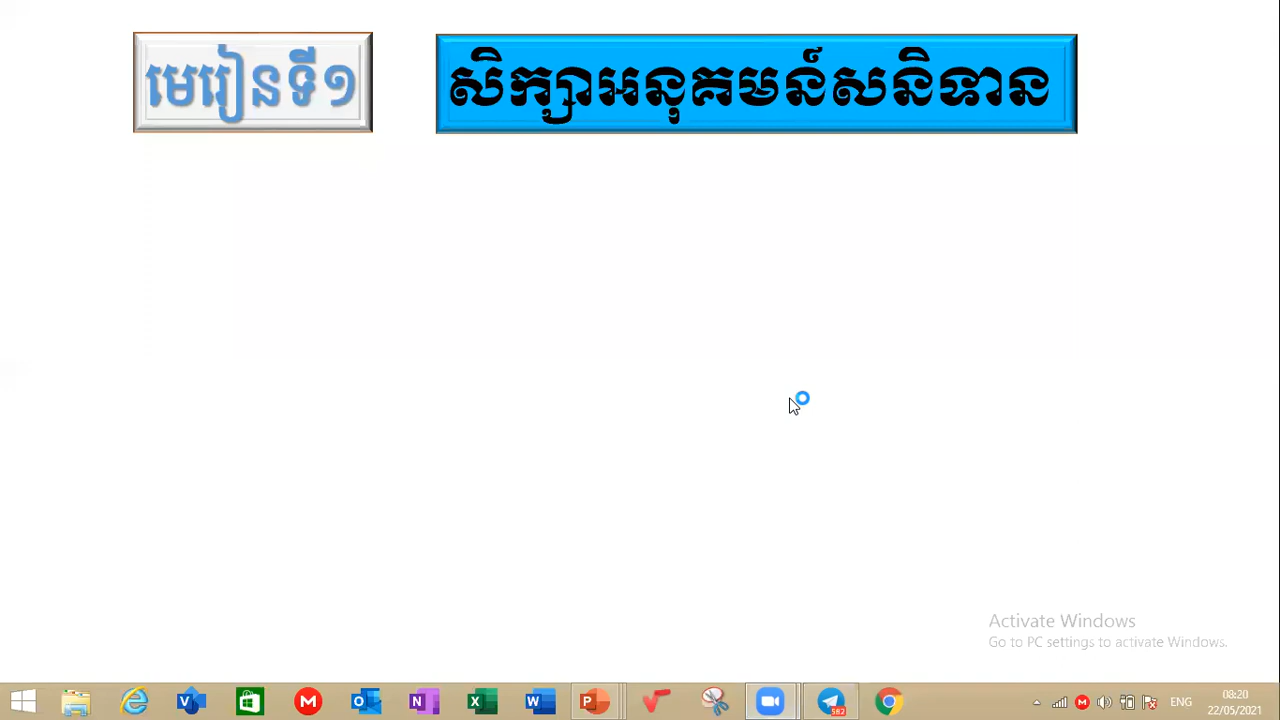 មេរៀនទី១
សិក្សាអនុគមន៍សនិទាន
Activate Windows
Go to PC settings to activate Windows.
582
ENG
08:20
22/05/2021